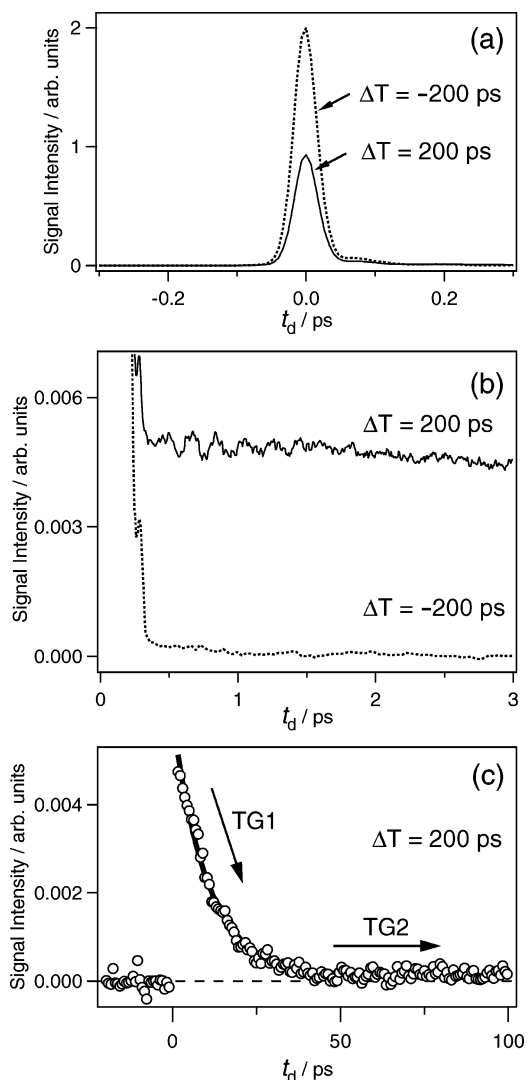 (a)
2
ΔT = -200 ps
ΔT = 200 ps
1
0
Signal Intensity / arb. units
-0.2 0.0 0.2
td / ps
(b)
0.006
ΔT = 200 ps
0.003
ΔT = -200 ps
0.000
Signal Intensity / arb. units
0 1 2 3
td / ps
(c)
0.004
TG1
ΔT = 200 ps
0.002
TG2
0.000
Signal Intensity / arb. units
0 50 100
td / ps